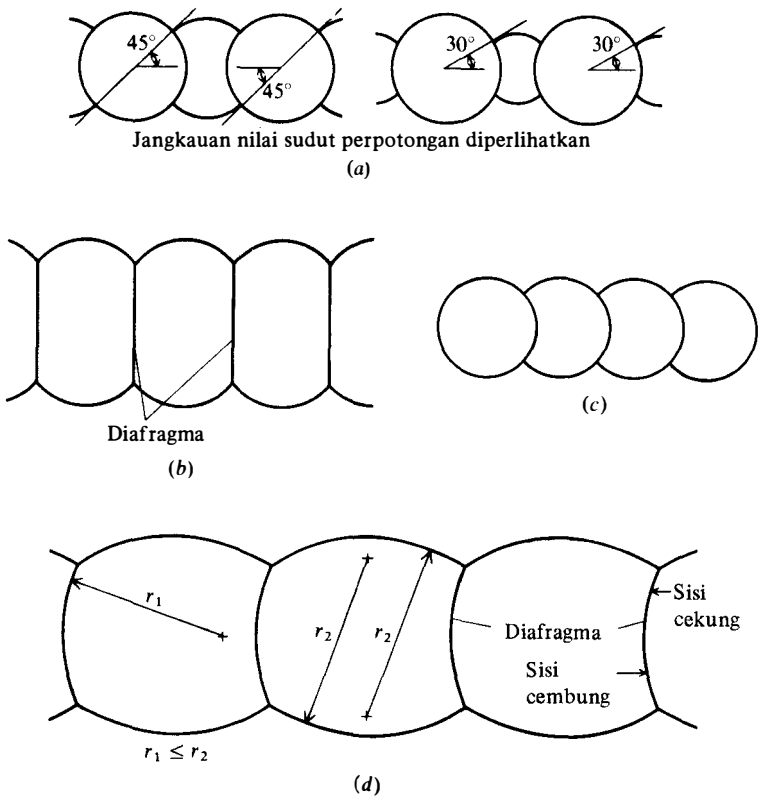 45°
45°
30°
30°
Jangkauan nilai sudut perpotongan diperlihatkan
(a)
Diafragma
(b)
(c)
r₁
r₂
r₂
Diafragma
Sisi
cekung
Sisi
cembung
r₁ ≤ r₂
(d)